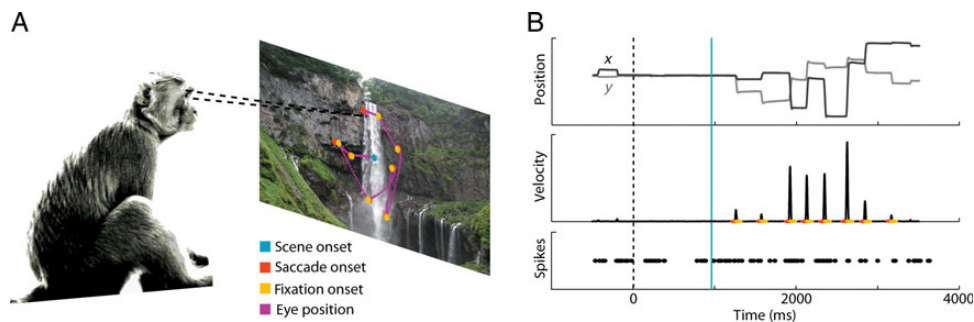 A
Scene onset
Saccade onset
Fixation onset
Eye position
B
Position
x
y
Velocity
Spikes
0
2000
4000
Time (ms)